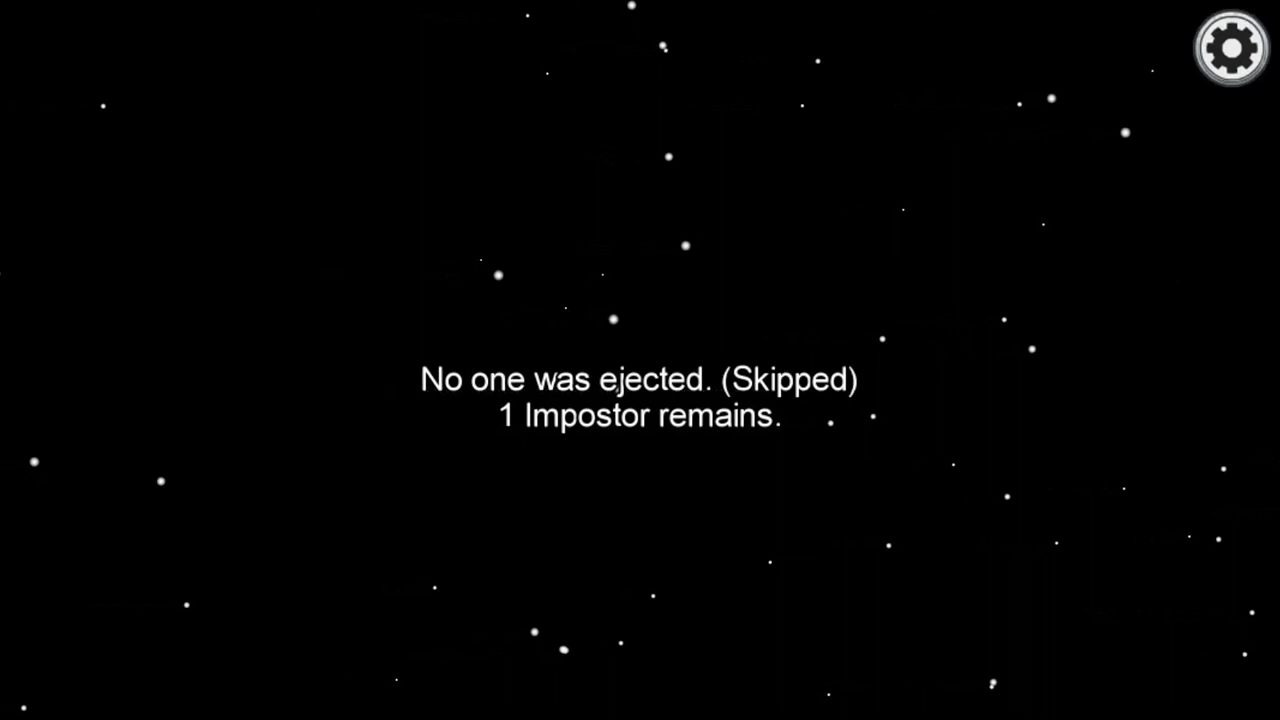 No one was ejected. (Skipped)
1 Impostor remains.